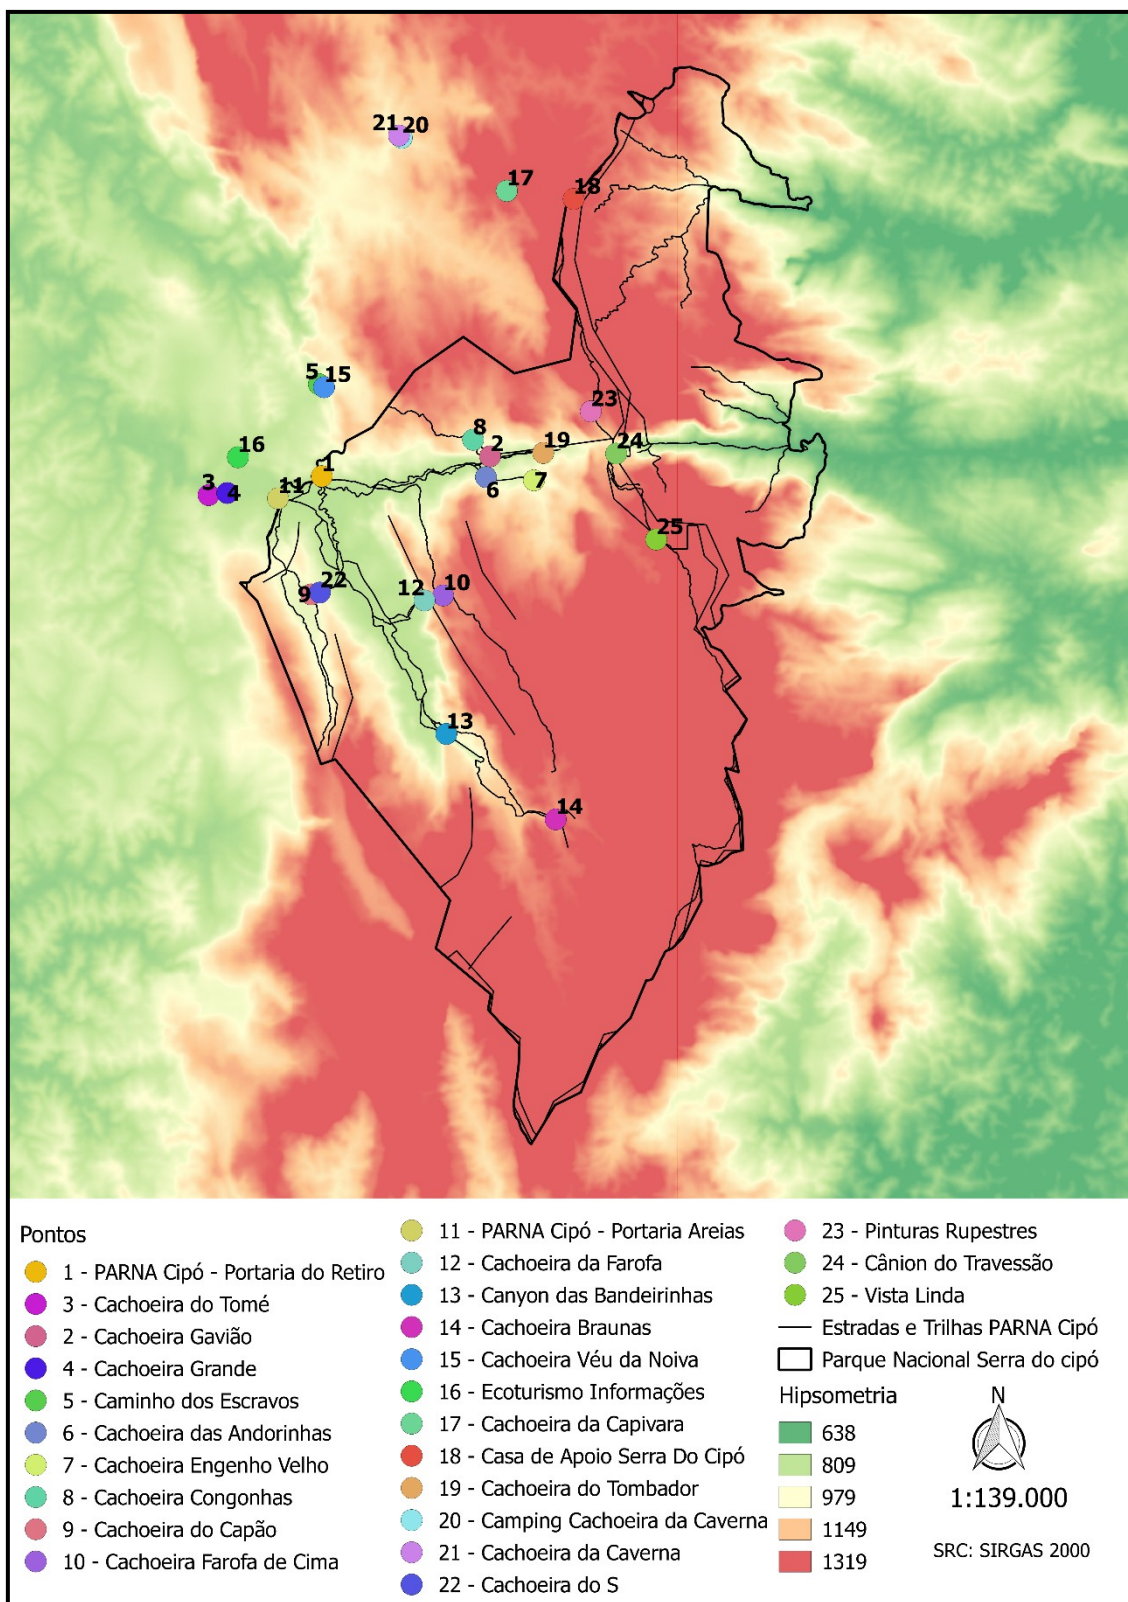 21 20
17
18
5 15
23
8
16
2
19
24
1
3 4
11
6
7
25
22
9
12 10
13
14
Pontos
1 - PARNA Cipó - Portaria do Retiro
3 - Cachoeira do Tomé
2 - Cachoeira Gavião
4 - Cachoeira Grande
5 - Caminho dos Escravos
6 - Cachoeira das Andorinhas
7 - Cachoeira Engenho Velho
8 - Cachoeira Congonhas
9 - Cachoeira do Capão
10 - Cachoeira Farofa de Cima
11 - PARNA Cipó - Portaria Areias
12 - Cachoeira da Farofa
13 - Canyon das Bandeirinhas
14 - Cachoeira Braunas
15 - Cachoeira Véu da Noiva
16 - Ecoturismo Informações
17 - Cachoeira da Capivara
18 - Casa de Apoio Serra Do Cipó
19 - Cachoeira do Tombador
20 - Camping Cachoeira da Caverna
21 - Cachoeira da Caverna
22 - Cachoeira do S
23 - Pinturas Rupestres
24 - Cânion do Travessão
25 - Vista Linda
Estradas e Trilhas PARNA Cipó
Parque Nacional Serra do cipó
Hipsometria
638
809
979
1149
1319
N
1:139.000
SRC: SIRGAS 2000